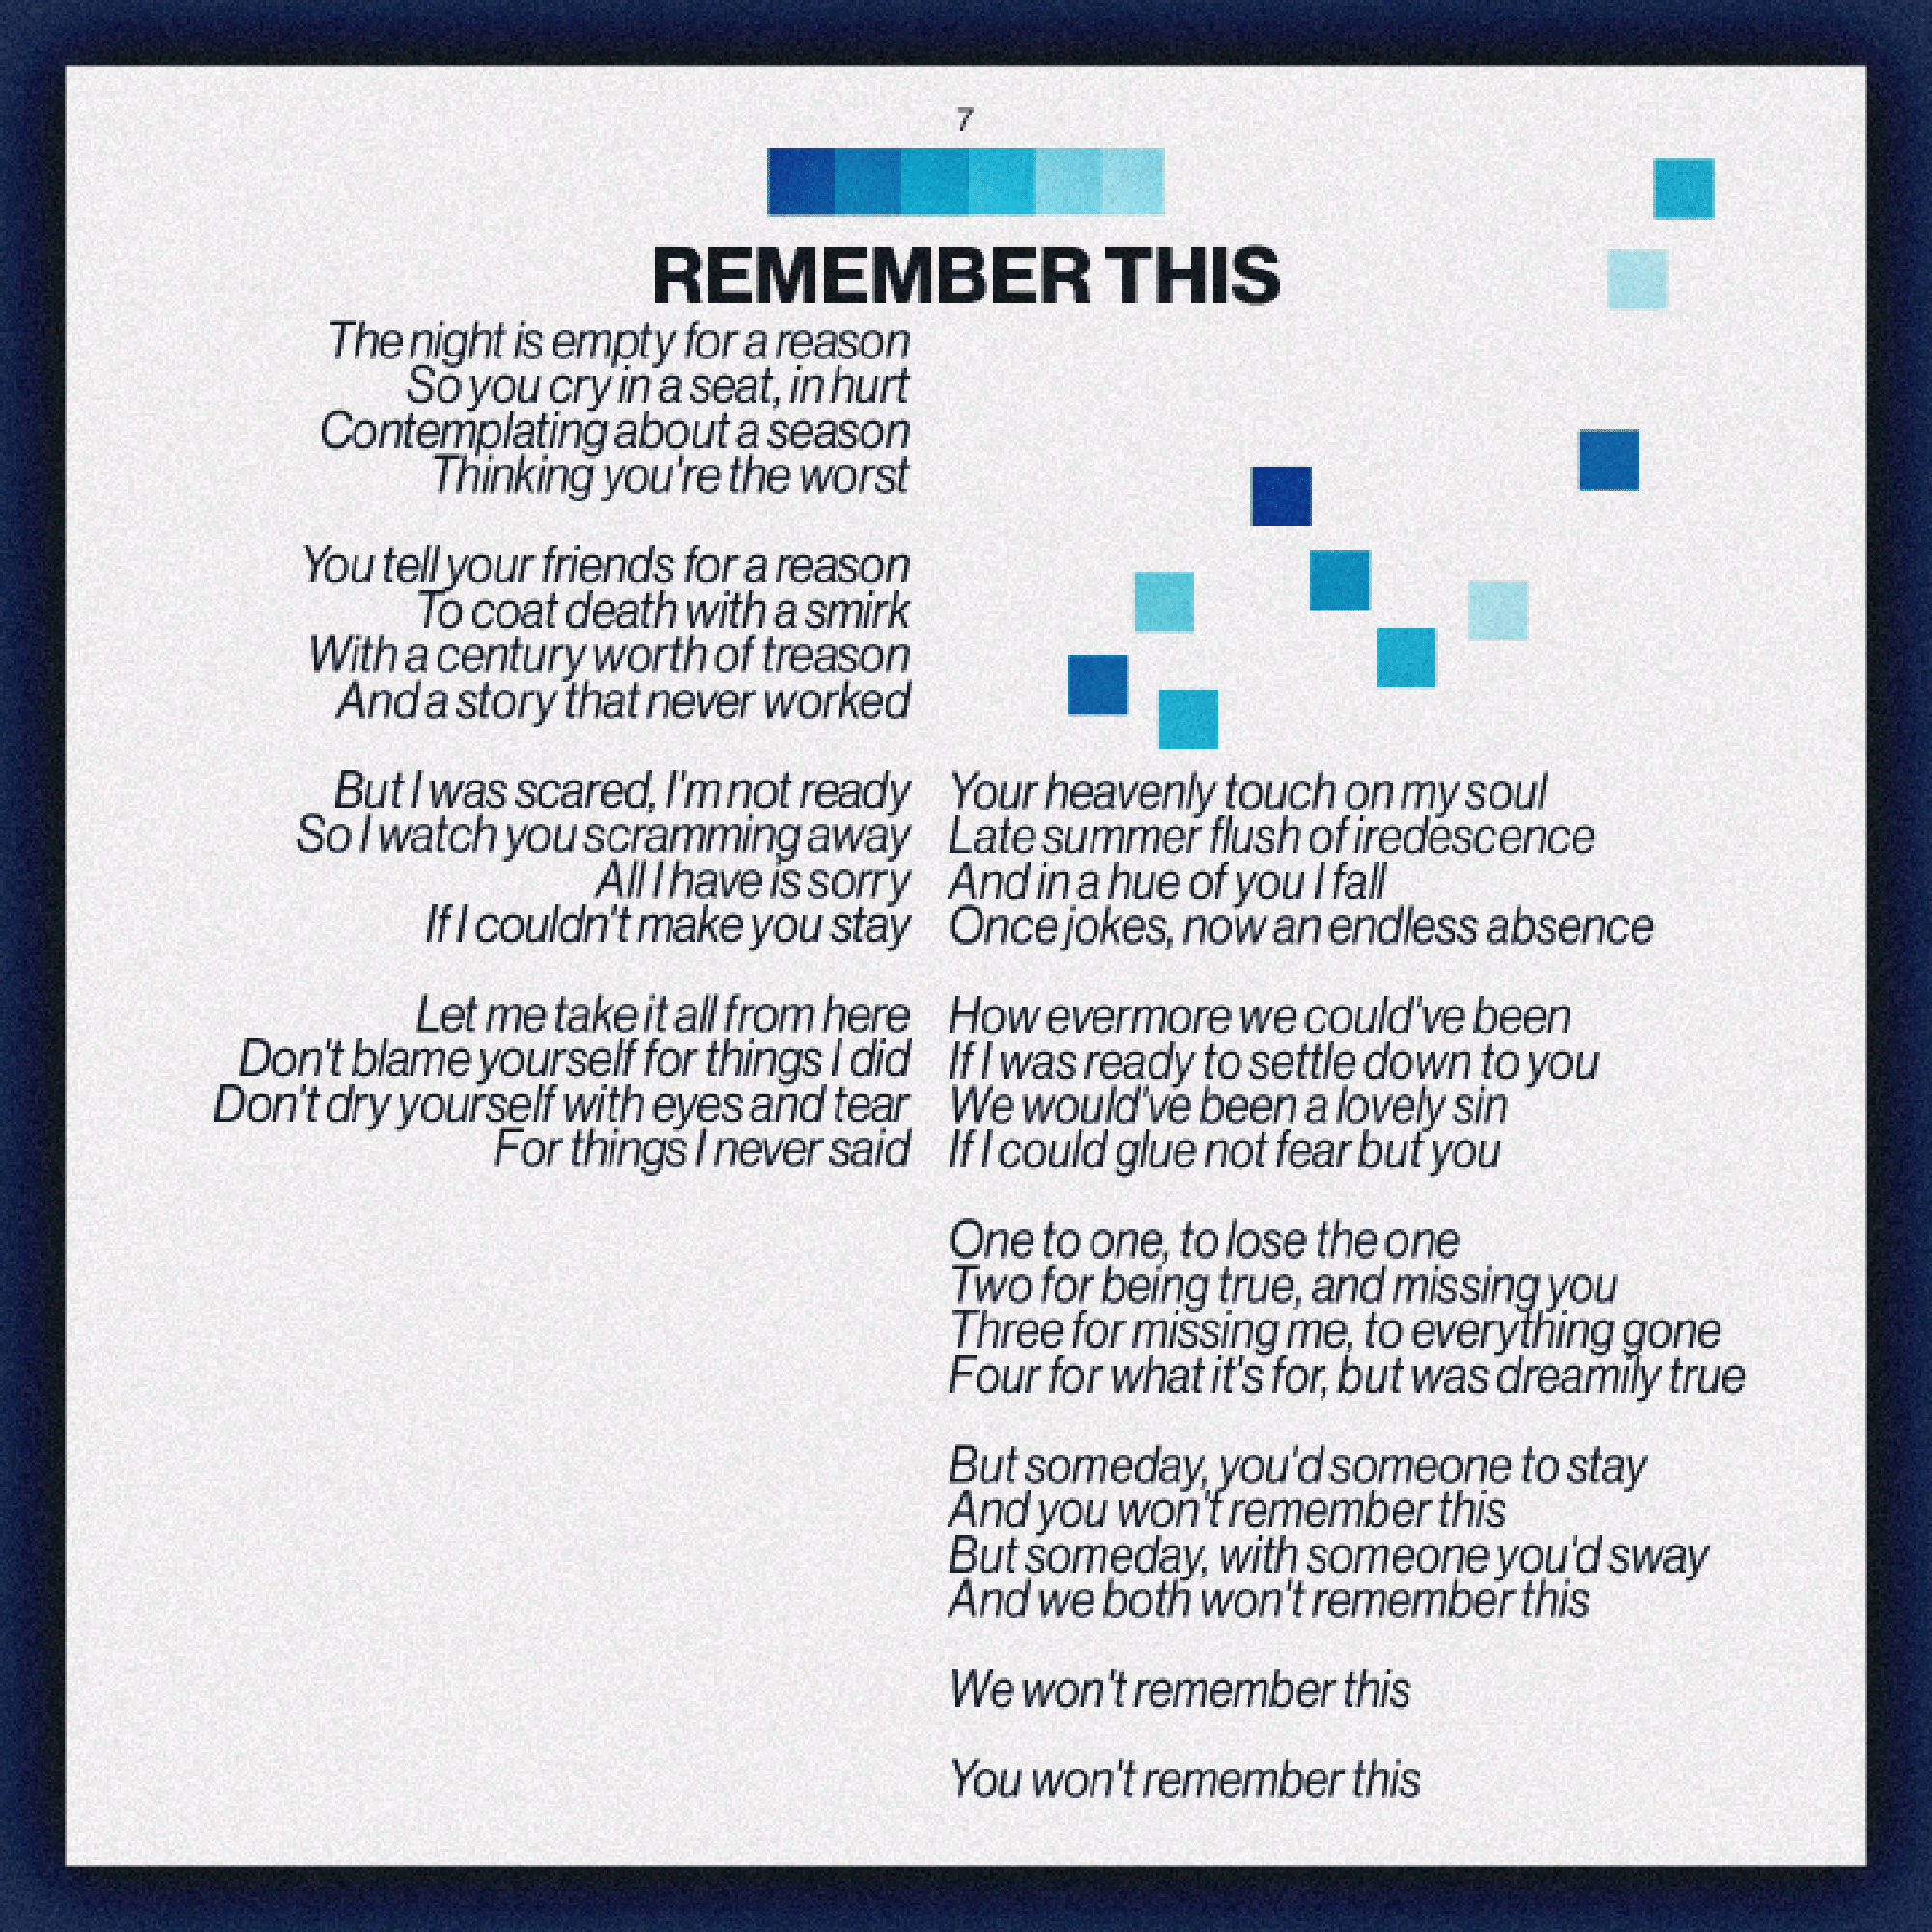 7
REMEMBER THIS
The night is empty for a reason
So you cry in a seat, in hurt
Contemplating about a season
Thinking you're the worst
You tell your friends for a reason
To coat death with a smirk
With a century worth of treason
And a story that never worked
But I was scared, I'm not ready
So I watch you scramming away
All I have is sorry
If I couldn't make you stay
Let me take it all from here
Don't blame yourself for things I did
Don't dry yourself with eyes and tear
For things I never said
Your heavenly touch on my soul
Late summer flush of iredescence
And in a hue of you I fall
Once jokes, now an endless absence
How evermore we could've been
If I was ready to settle down to you
We would've been a lovely sin
If I could glue not fear but you
One to one, to lose the one
Two for being true, and missing you
Three for missing me, to everything gone
Four for what it's for, but was dreamily true
But someday, you'd someone to stay
And you won't remember this
But someday, with someone you'd sway
And we both won't remember this
We won't remember this
You won't remember this